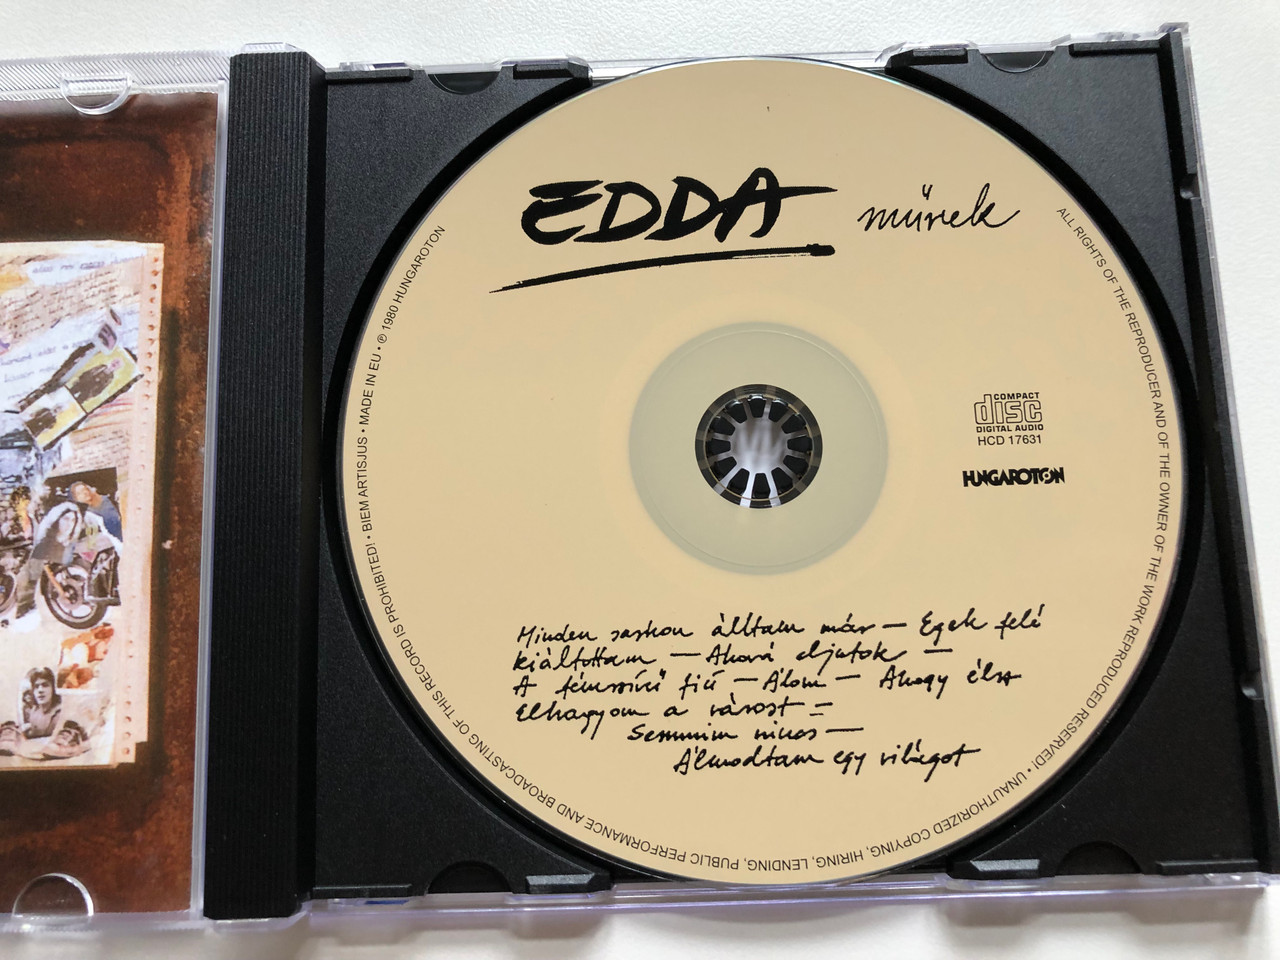 EDDA művek
COMPACT
disc
DIGITAL AUDIO
HCD 17631
HUNGAROTON
Minden sarkon álltam már – Egek felé
kiáltottam – Ahová eljutok –
A fémszívű fiú – Álom – Ahogy élsz
Elhagyom a várost –
Semmim nincs –
Álmodtam egy világot
ALL RIGHTS OF THE REPRODUCER AND OF THE OWNER OF THE WORK REPRODUCED RESERVED! • UNAUTHORIZED COPYING, HIRING, LENDING, PUBLIC PERFORMANCE AND BROADCASTING OF THIS RECORD IS PROHIBITED! • BIEM ARTISJUS • MADE IN EU • ℗ 1980 HUNGAROTON